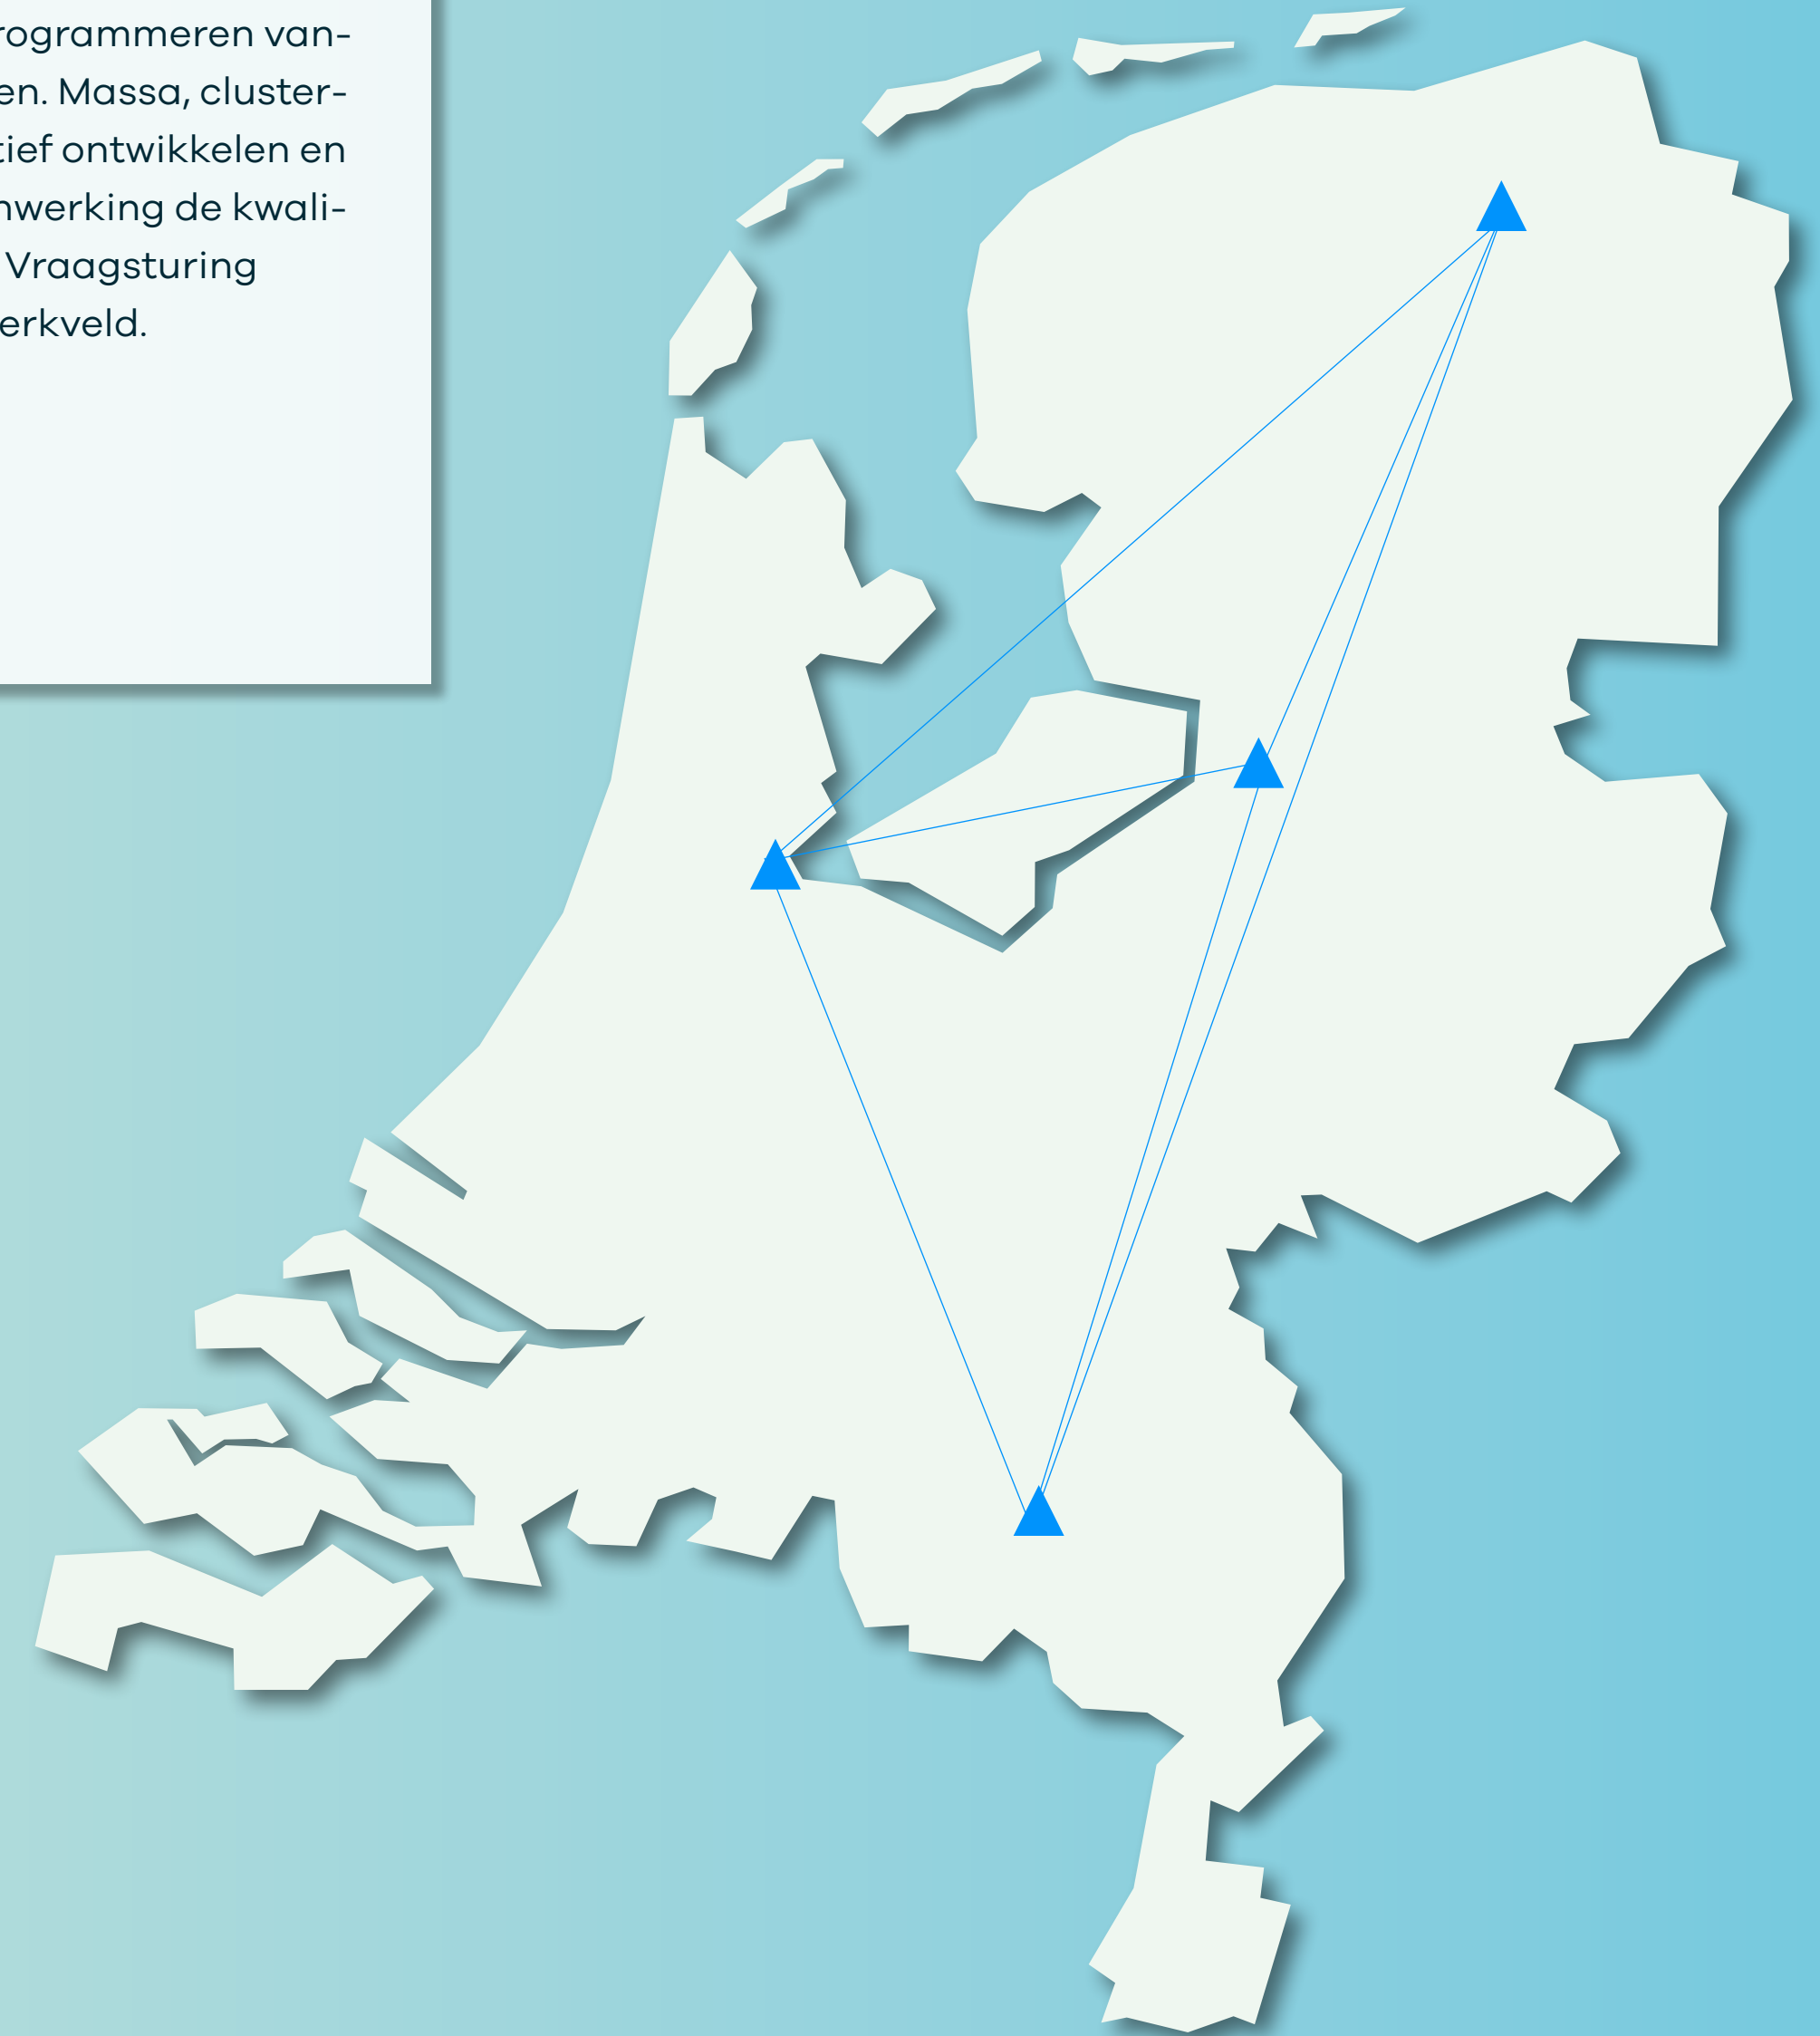 rogrammeren van-
en. Massa, cluster-
tief ontwikkelen en
nwerking de kwali-
Vraagsturing
erkveld.